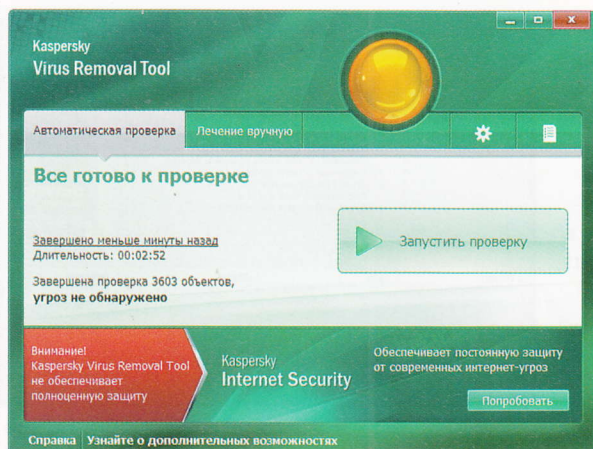 Kaspersky
Virus Removal Tool
Автоматическая проверка
Лечение вручную
Все готово к проверке
Завершено меньше минуты назад
Длительность: 00:02:52
Запустить проверку
Завершена проверка 3603 объектов,
угроз не обнаружено
Внимание!
Kaspersky Virus Removal Tool
не обеспечивает
полноценную защиту
Kaspersky
Internet Security
Обеспечивает постоянную защиту
от современных интернет-угроз
Попробовать
Справка
Узнайте о дополнительных возможностях